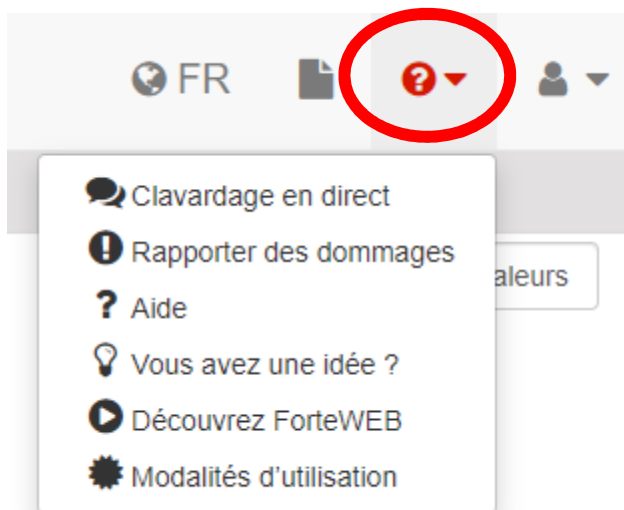 FR
Clavardage en direct
Rapporter des dommages
aleurs
Aide
Vous avez une idée ?
Découvrez ForteWEB
Modalités d’utilisation